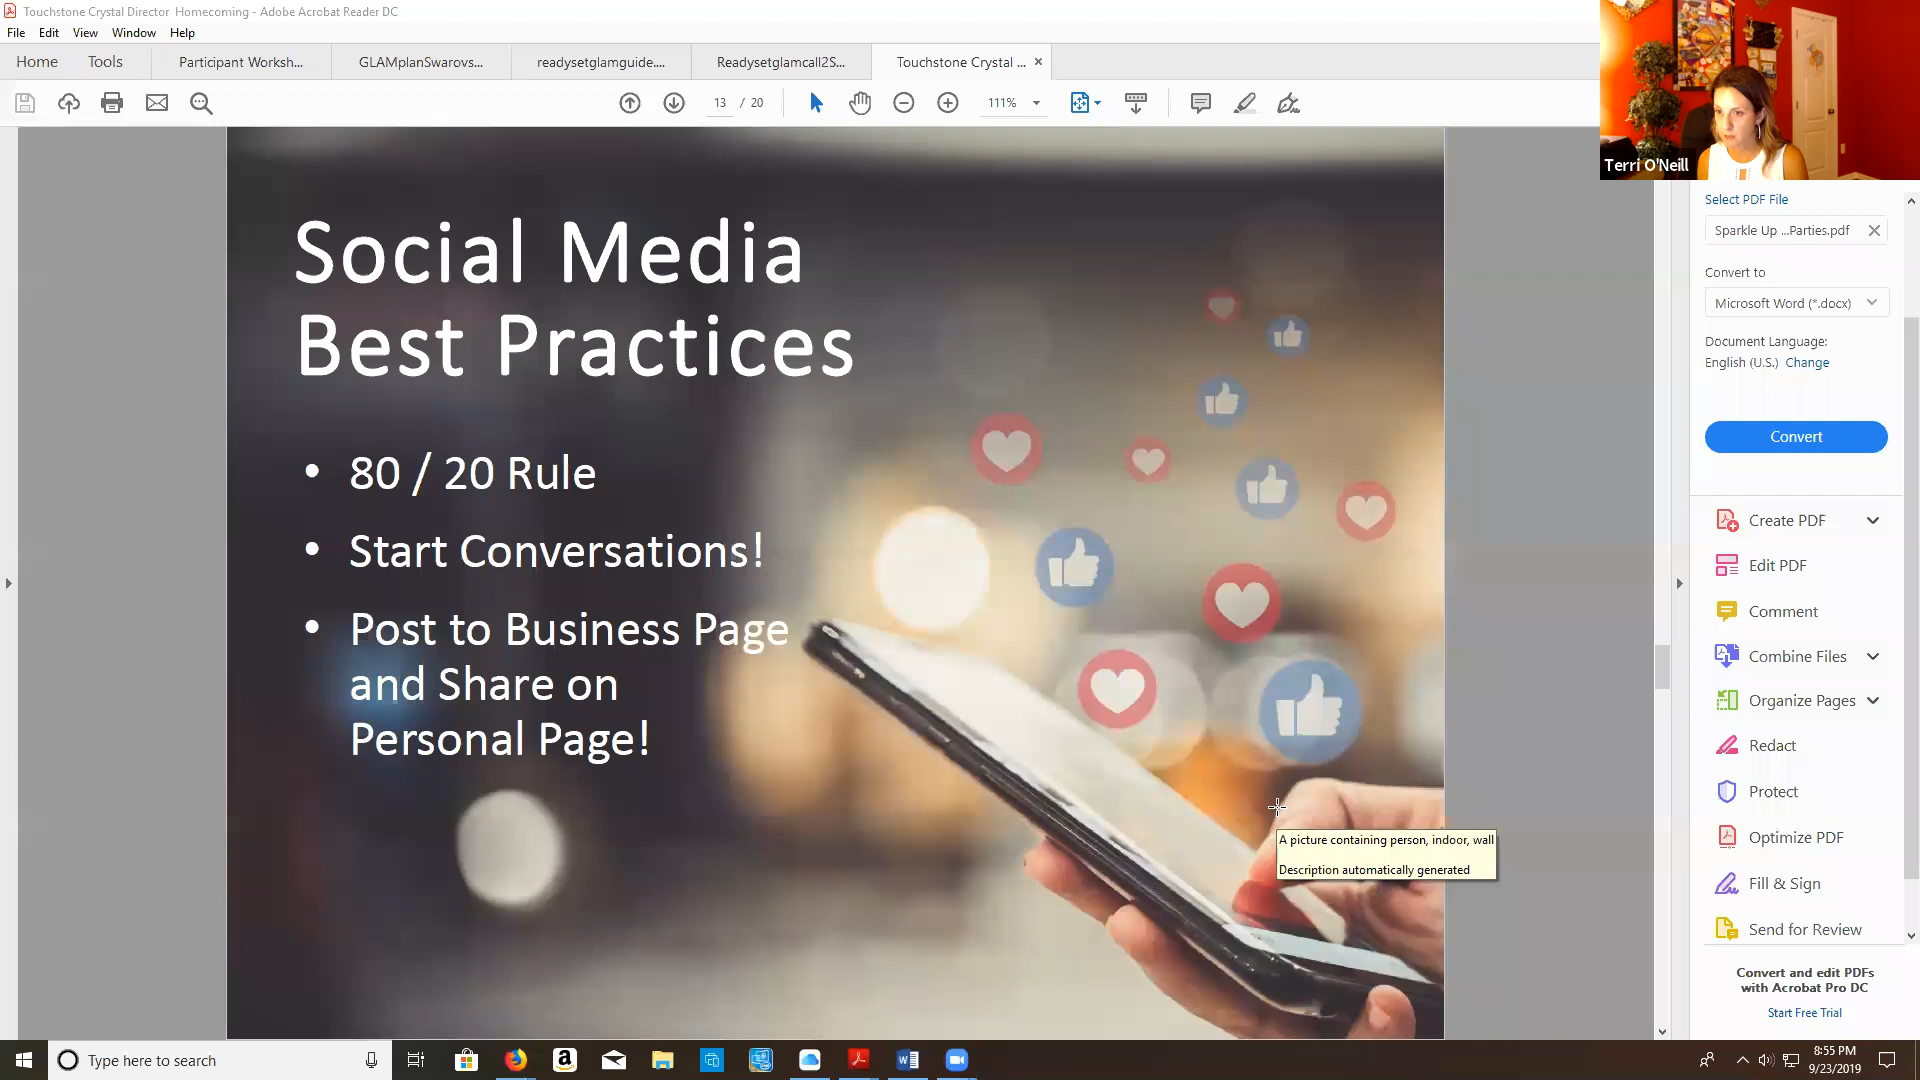 Touchstone Crystal Director  Homecoming - Adobe Acrobat Reader DC
File Edit View Window Help
Home Tools Participant Worksh... GLAMplanSwarovs... readysetglamguide.... Readysetglamcall2S... Touchstone Crystal ...
13 / 20 111%
Terri O'Neill
Select PDF File
Sparkle Up ...Parties.pdf
Convert to
Microsoft Word (*.docx)
Document Language:
English (U.S.) Change
Convert
Create PDF
Edit PDF
Comment
Combine Files
Organize Pages
Redact
Protect
Optimize PDF
Fill & Sign
Send for Review
Convert and edit PDFs
with Acrobat Pro DC
Start Free Trial
Social Media
Best Practices
• 80 / 20 Rule
• Start Conversations!
• Post to Business Page
and Share on
Personal Page!
A picture containing person, indoor, wall
Description automatically generated
Type here to search
8:55 PM
9/23/2019